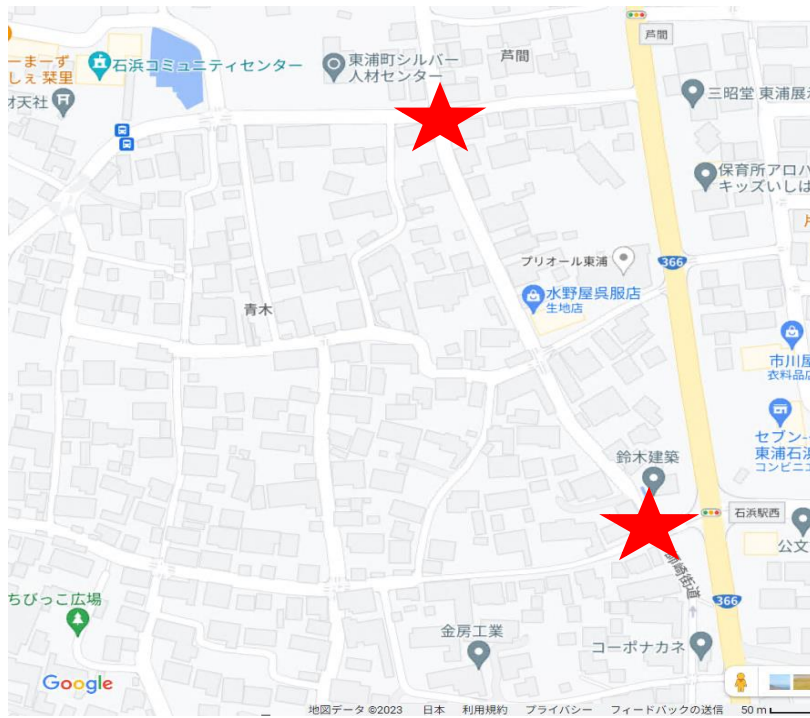 芦間
ーまーず
しぇ 栞里
石浜コミュニティセンター
東浦町シルバー
人材センター
芦間
才天社
三昭堂 東浦展
保育所アロハ
キッズいしは
プリオール東浦
366
水野屋呉服店
生地店
青木
市川屋
衣料品店
セブン-
東浦石浜
コンビニエ
鈴木建築
石浜駅西
公文
師崎街道
ちびっこ広場
366
金房工業
コーポナカネ
Google
地図データ ©2023 日本 利用規約 プライバシー フィードバックの送信 50 m